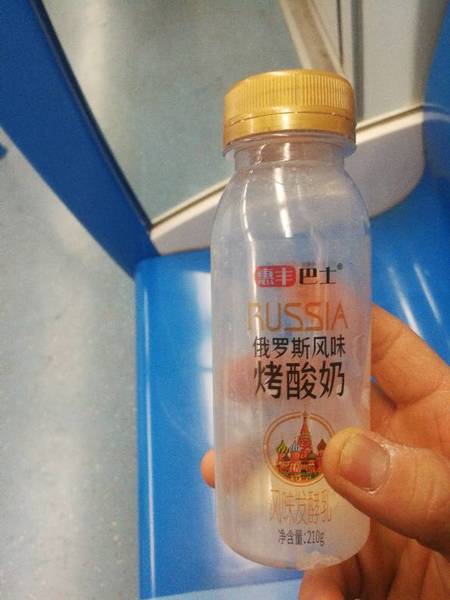 惠丰巴士®
RUSSIA
俄罗斯风味
烤酸奶
风味发酵乳
净含量:210g